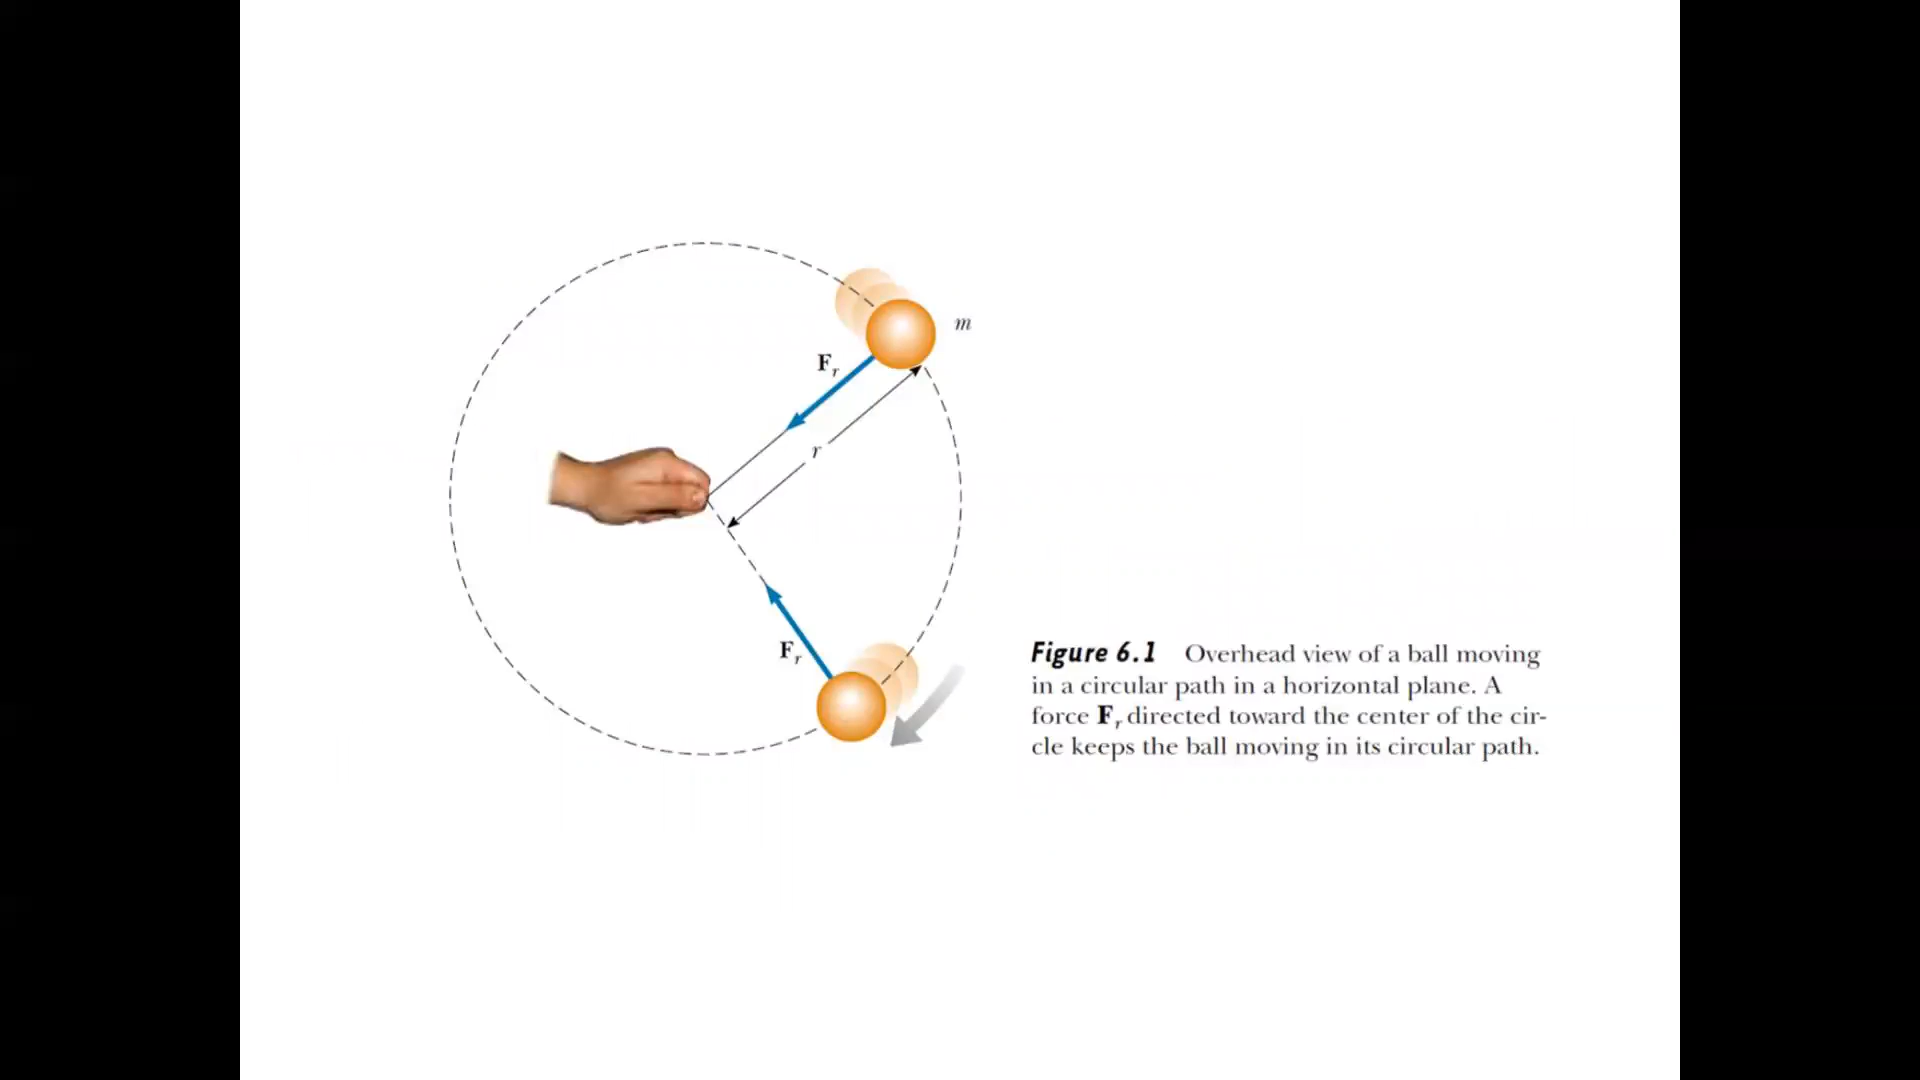 m
F_r
r
F_r
Figure 6.1 Overhead view of a ball moving
in a circular path in a horizontal plane. A
force F_r directed toward the center of the cir-
cle keeps the ball moving in its circular path.